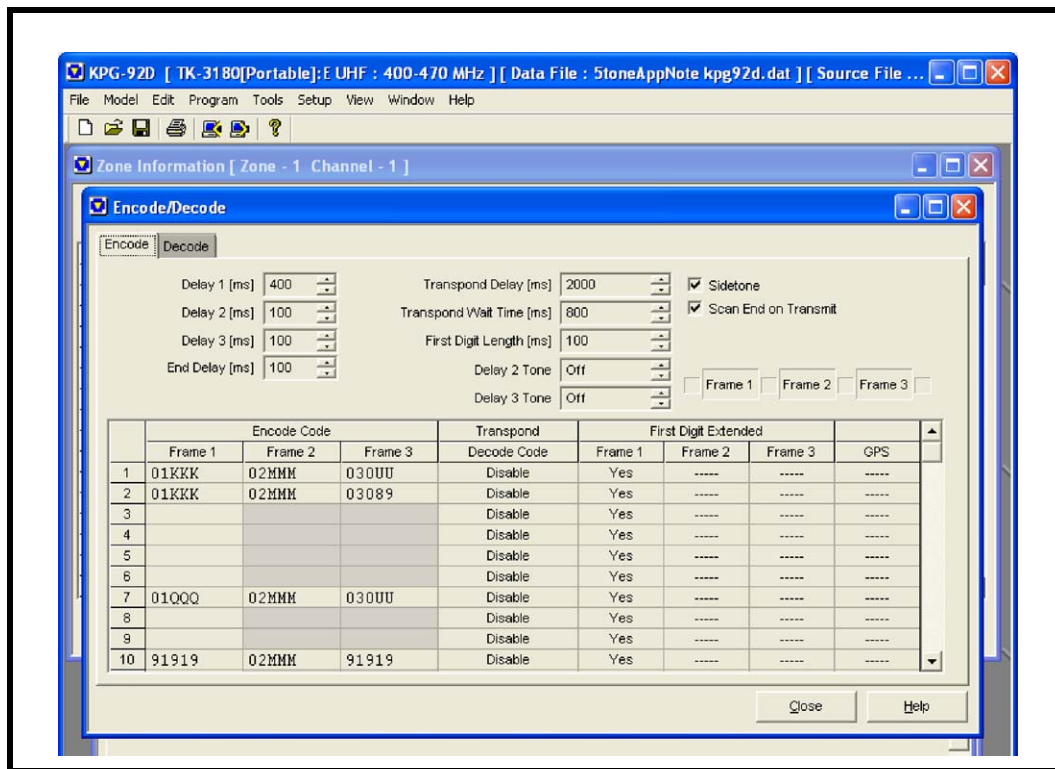 KPG-92D [ TK-3180[Portable]:E UHF : 400-470 MHz ] [ Data File : 5toneAppNote kpg92d.dat ] [ Source File ...
File Model Edit Program Tools Setup View Window Help
Zone Information [ Zone - 1 Channel - 1 ]
Encode/Decode
Encode Decode
Delay 1 [ms] 400 Transpond Delay [ms] 2000 Sidetone
Delay 2 [ms] 100 Transpond Wait Time [ms] 800 Scan End on Transmit
Delay 3 [ms] 100 First Digit Length [ms] 100
End Delay [ms] 100 Delay 2 Tone Off
Frame 1 Frame 2 Frame 3
Delay 3 Tone Off
Encode Code Transpond First Digit Extended
Frame 1 Frame 2 Frame 3 Decode Code Frame 1 Frame 2 Frame 3 GPS
1 01KKK 02MMM 030UU Disable Yes ----- ----- -----
2 01KKK 02MMM 03089 Disable Yes ----- ----- -----
3 Disable Yes ----- ----- -----
4 Disable Yes ----- ----- -----
5 Disable Yes ----- ----- -----
6 Disable Yes ----- ----- -----
7 01QQQ 02MMM 030UU Disable Yes ----- ----- -----
8 Disable Yes ----- ----- -----
9 Disable Yes ----- ----- -----
10 91919 02MMM 91919 Disable Yes ----- ----- -----
Close Help